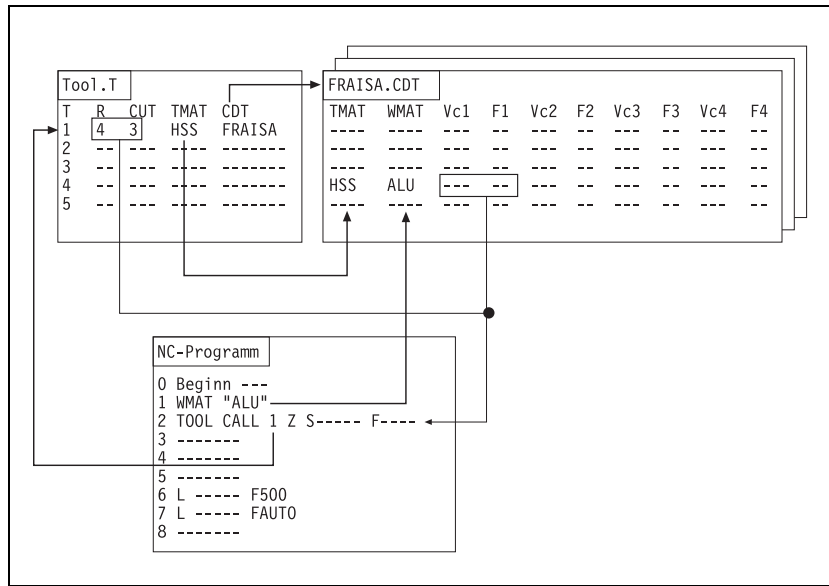 Tool.T
T R CUT TMAT CDT
1 4 3 HSS FRAISA
2 -- --- ---- -------
3 -- --- ---- -------
4 -- --- ---- -------
5 -- --- ---- -------
FRAISA.CDT
TMAT WMAT Vc1 F1 Vc2 F2 Vc3 F3 Vc4 F4
---- ---- --- -- --- -- --- -- --- --
---- ---- --- -- --- -- --- -- --- --
---- ---- --- -- --- -- --- -- --- --
HSS ALU --- -- --- -- --- -- --- --
---- ---- --- -- --- -- --- -- --- --
NC-Programm
0 Beginn ---
1 WMAT "ALU"
2 TOOL CALL 1 Z S----- F----
3 -------
4 -------
5 -------
6 L ----- F500
7 L ----- FAUTO
8 -------